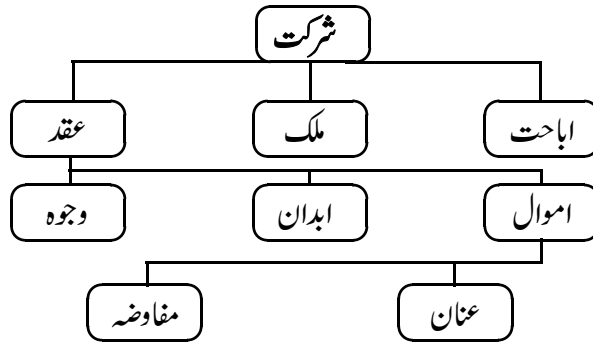 شرکت
اباحت
ملک
عقد
اموال
ابدان
وجوہ
عنان
مفاوضہ